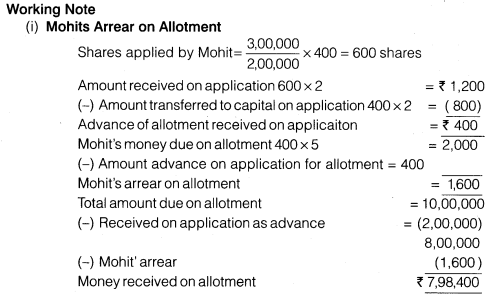 Working Note
(i) Mohits Arrear on Allotment
Shares applied by Mohit= 3,00,000/2,00,000 × 400 = 600 shares
Amount received on application 600 × 2 = ₹ 1,200
(–) Amount transferred to capital on application 400 × 2 = (800)
Advance of allotment received on applicaiton = ₹ 400
Mohit's money due on allotment 400 × 5 = 2,000
(–) Amount advance on application for allotment = 400
Mohit's arrear on allotment = 1,600
Total amount due on allotment = 10,00,000
(–) Received on application as advance = (2,00,000)
8,00,000
(–) Mohit' arrear (1,600)
Money received on allotment ₹ 7,98,400